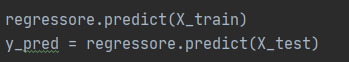 regressore.predict(X_train)
y_pred = regressore.predict(X_test)